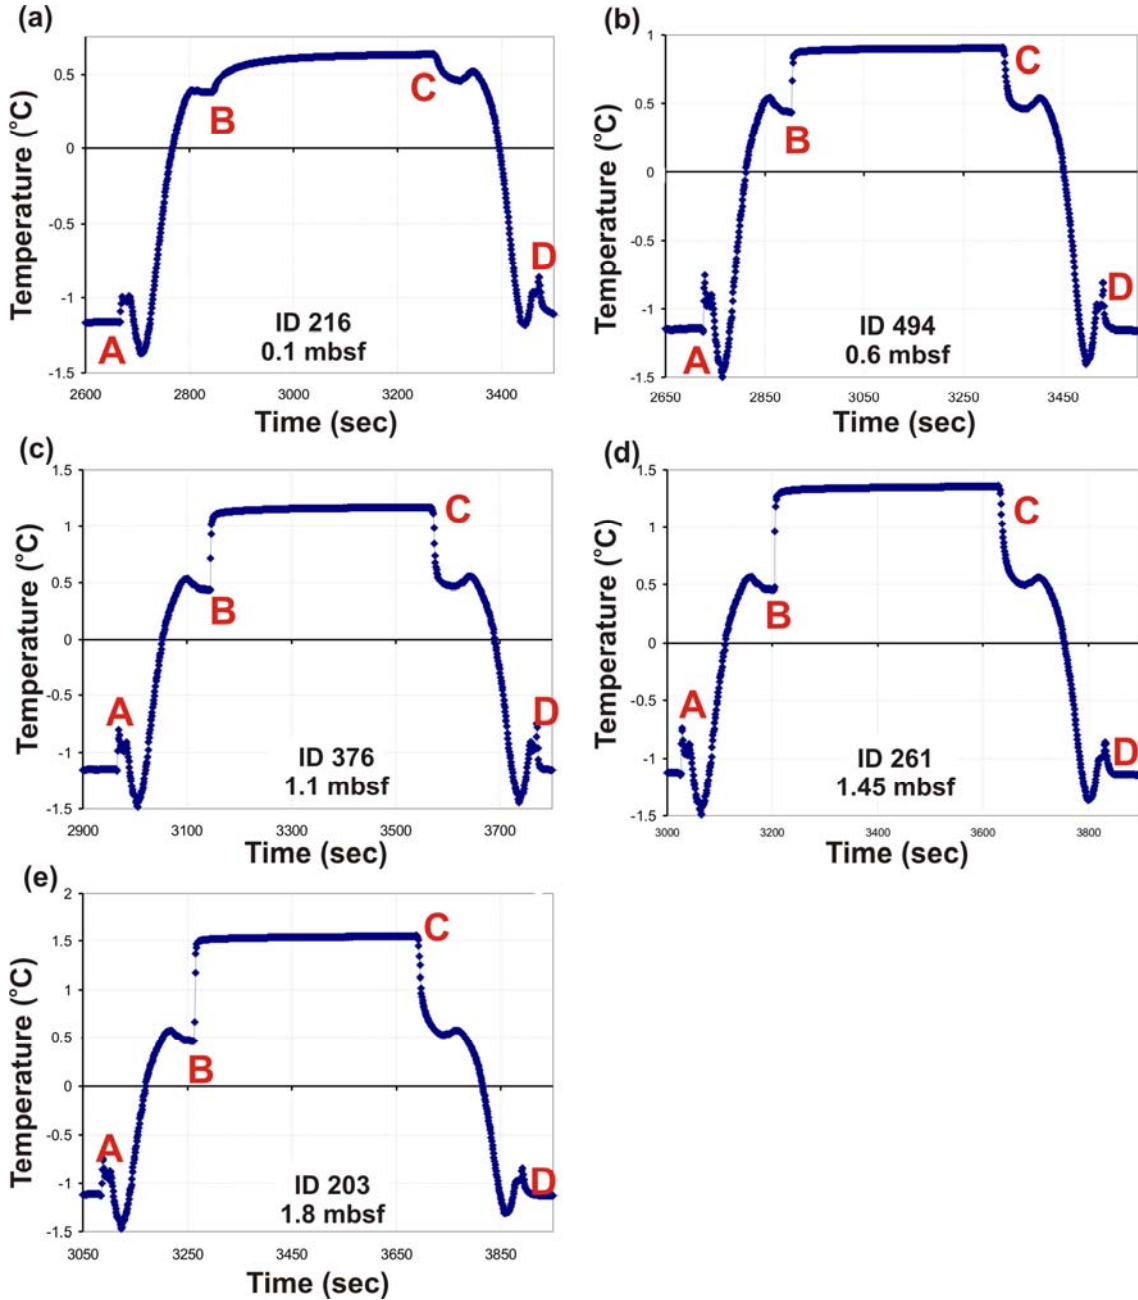 (a)
Temperature (°C)
0.5
0
-0.5
-1
-1.5
A
B
C
D
ID 216
0.1 mbsf
2600
2800
3000
3200
3400
Time (sec)
(b)
Temperature (°C)
1
0.5
0
-0.5
-1
-1.5
A
B
C
D
ID 494
0.6 mbsf
2650
2850
3050
3250
3450
Time (sec)
(c)
Temperature (°C)
1.5
1
0.5
0
-0.5
-1
-1.5
A
B
C
D
ID 376
1.1 mbsf
2900
3100
3300
3500
3700
Time (sec)
(d)
Temperature (°C)
1.5
1
0.5
0
-0.5
-1
-1.5
A
B
C
D
ID 261
1.45 mbsf
3000
3200
3400
3600
3800
Time (sec)
(e)
Temperature (°C)
2
1.5
1
0.5
0
-0.5
-1
-1.5
A
B
C
D
ID 203
1.8 mbsf
3050
3250
3450
3650
3850
Time (sec)